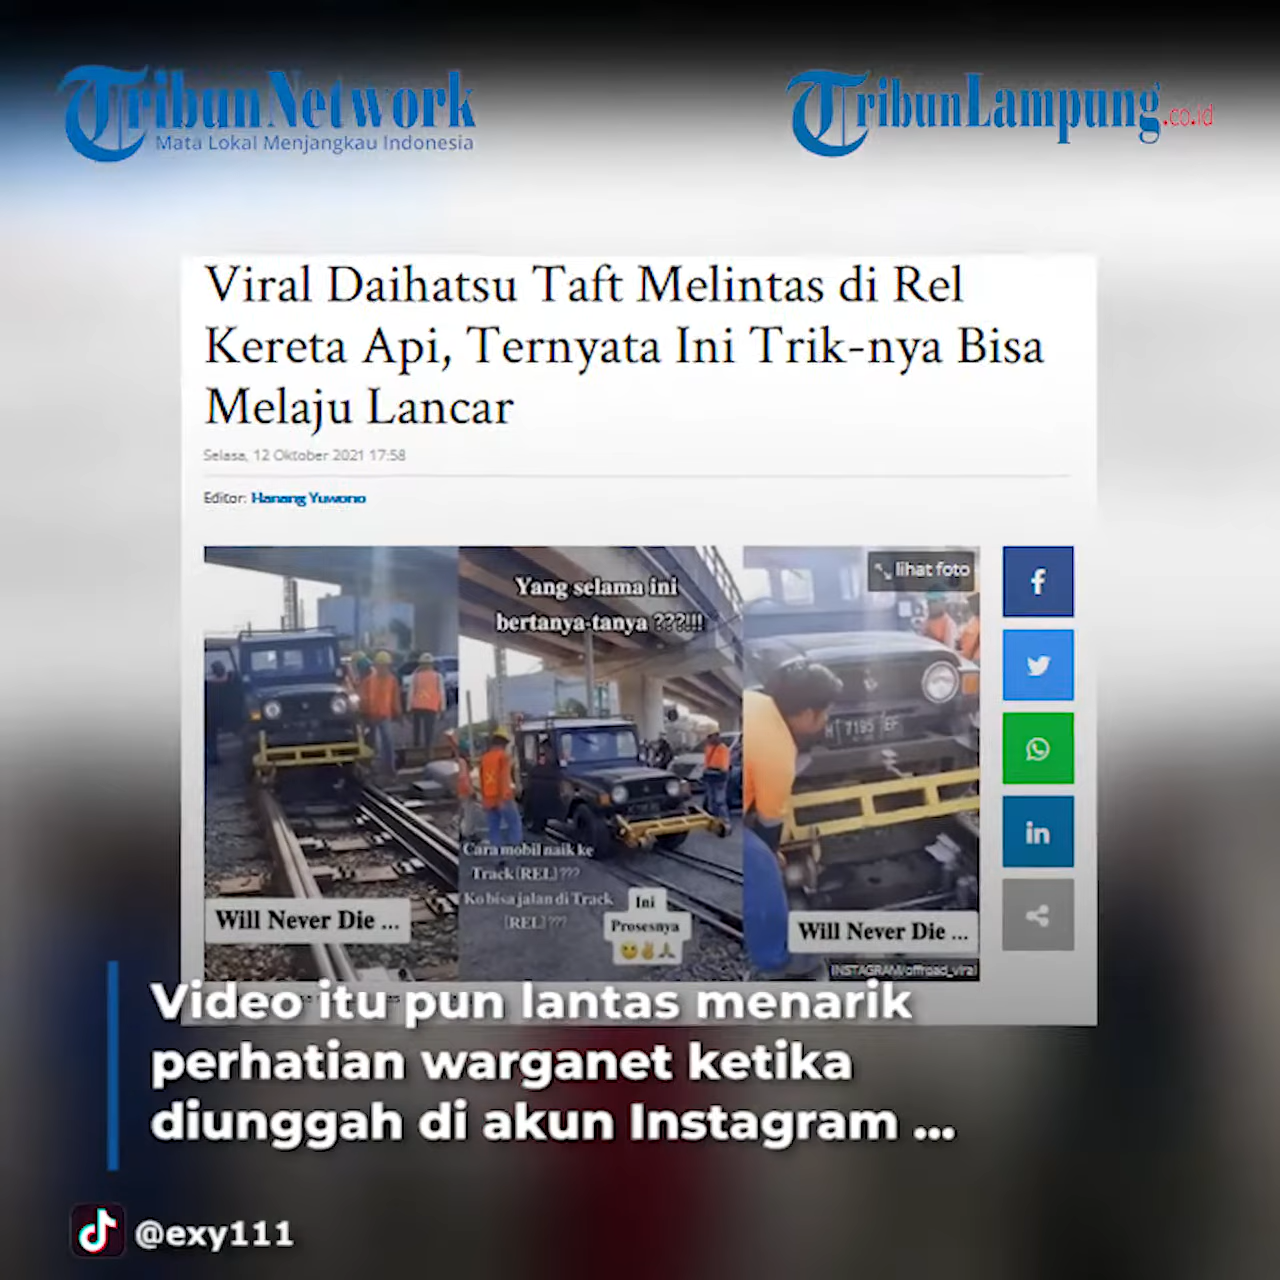 TribunNetwork
Mata Lokal Menjangkau Indonesia
TribunLampung.co.id
Viral Daihatsu Taft Melintas di Rel
Kereta Api, Ternyata Ini Trik-nya Bisa
Melaju Lancar
Selasa, 12 Oktober 2021 17:58
Editor: Hanang Yuwono
lihat foto
Yang selama ini
bertanya-tanya ???!!!
H 7195 EF
Cara mobil naik ke
Track [REL] ???
Ko bisa jalan di Track
[REL] ???
Ini
Prosesnya
Will Never Die ...
Will Never Die ...
INSTAGRAM/offroad_viral
Video itu pun lantas menarik
perhatian warganet ketika
diunggah di akun Instagram ...
@exy111